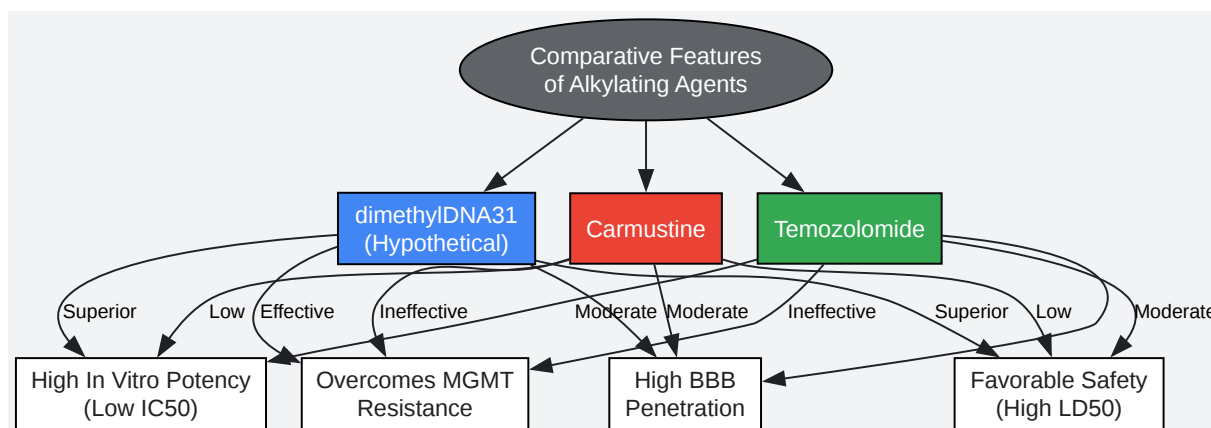 Comparative Features
of Alkylating Agents
dimethylDNA31
(Hypothetical)
Carmustine
Temozolomide
Superior
Low
Effective
Ineffective
Moderate
Moderate
Ineffective
Superior
Low
Moderate
High In Vitro Potency
(Low IC50)
Overcomes MGMT
Resistance
High BBB
Penetration
Favorable Safety
(High LD50)